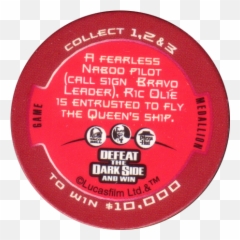 COLLECT 1,2&3
A FEARLESS
NABOO PILOT
(CALL SIGN BRAVO
LEADER), RIC OLIE
IS ENTRUSTED TO FLY
THE QUEEN'S SHIP.
GAME
MEDALLION
DEFEAT
THE
DARK SIDE
AND WIN
©Lucasfilm Ltd.&™
TO WIN $10,000